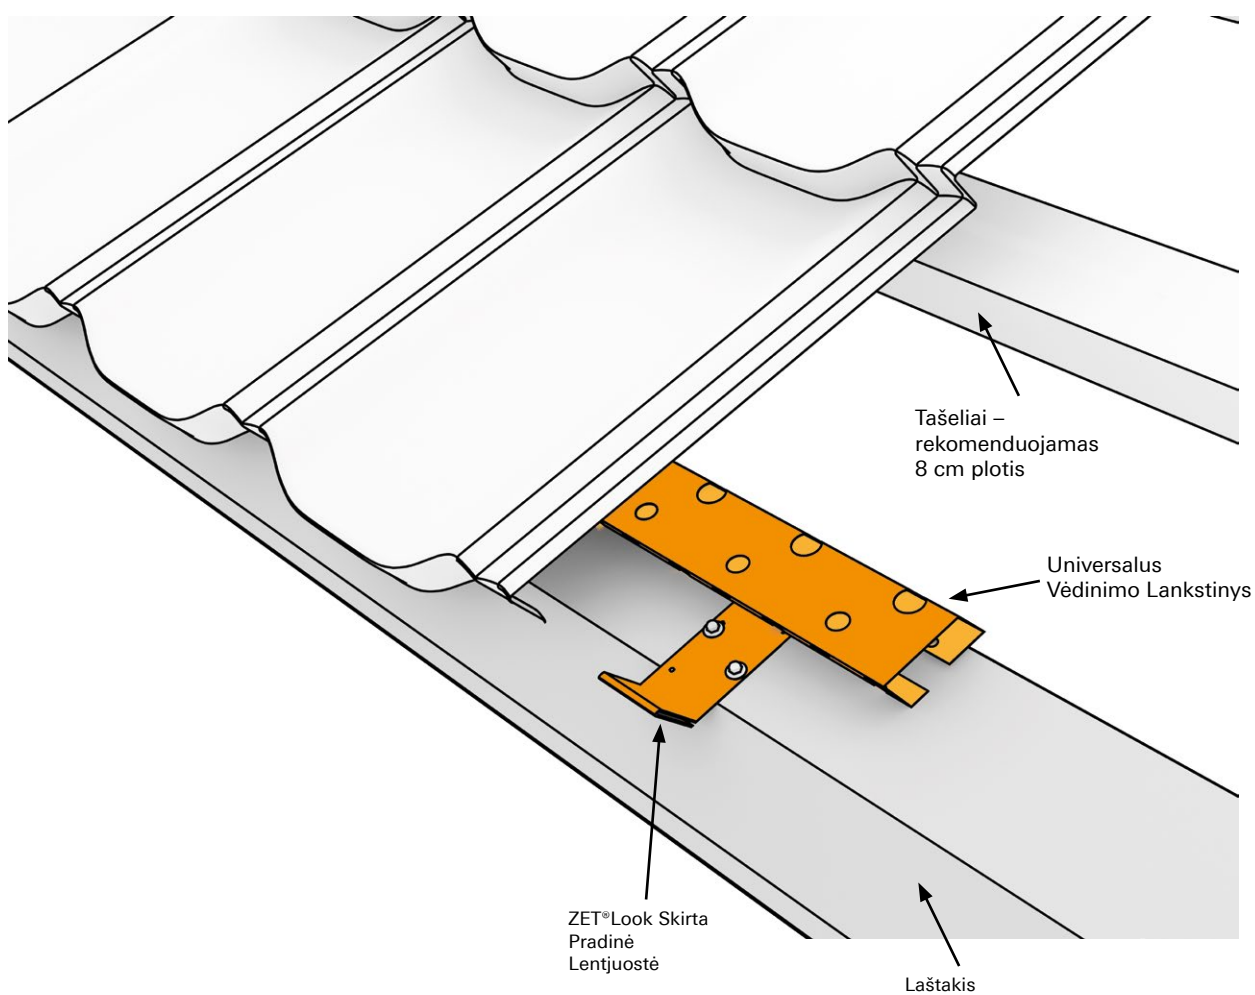 Tašeliai –
rekomenduojamas
8 cm plotis
Universalus
Vėdinimo Lankstinys
ZET®Look Skirta
Pradinė
Lentjuostė
Laštakis